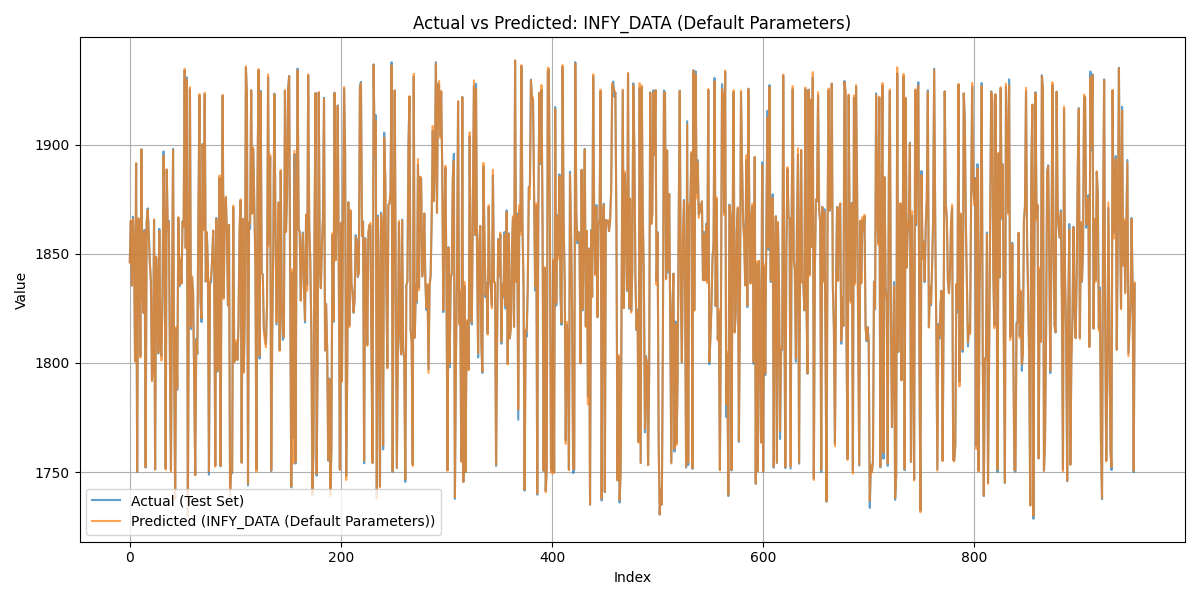 Actual vs Predicted: INFY_DATA (Default Parameters)
Value
1900
1850
1800
1750
Actual (Test Set)
Predicted (INFY_DATA (Default Parameters))
0 200 400 600 800
Index